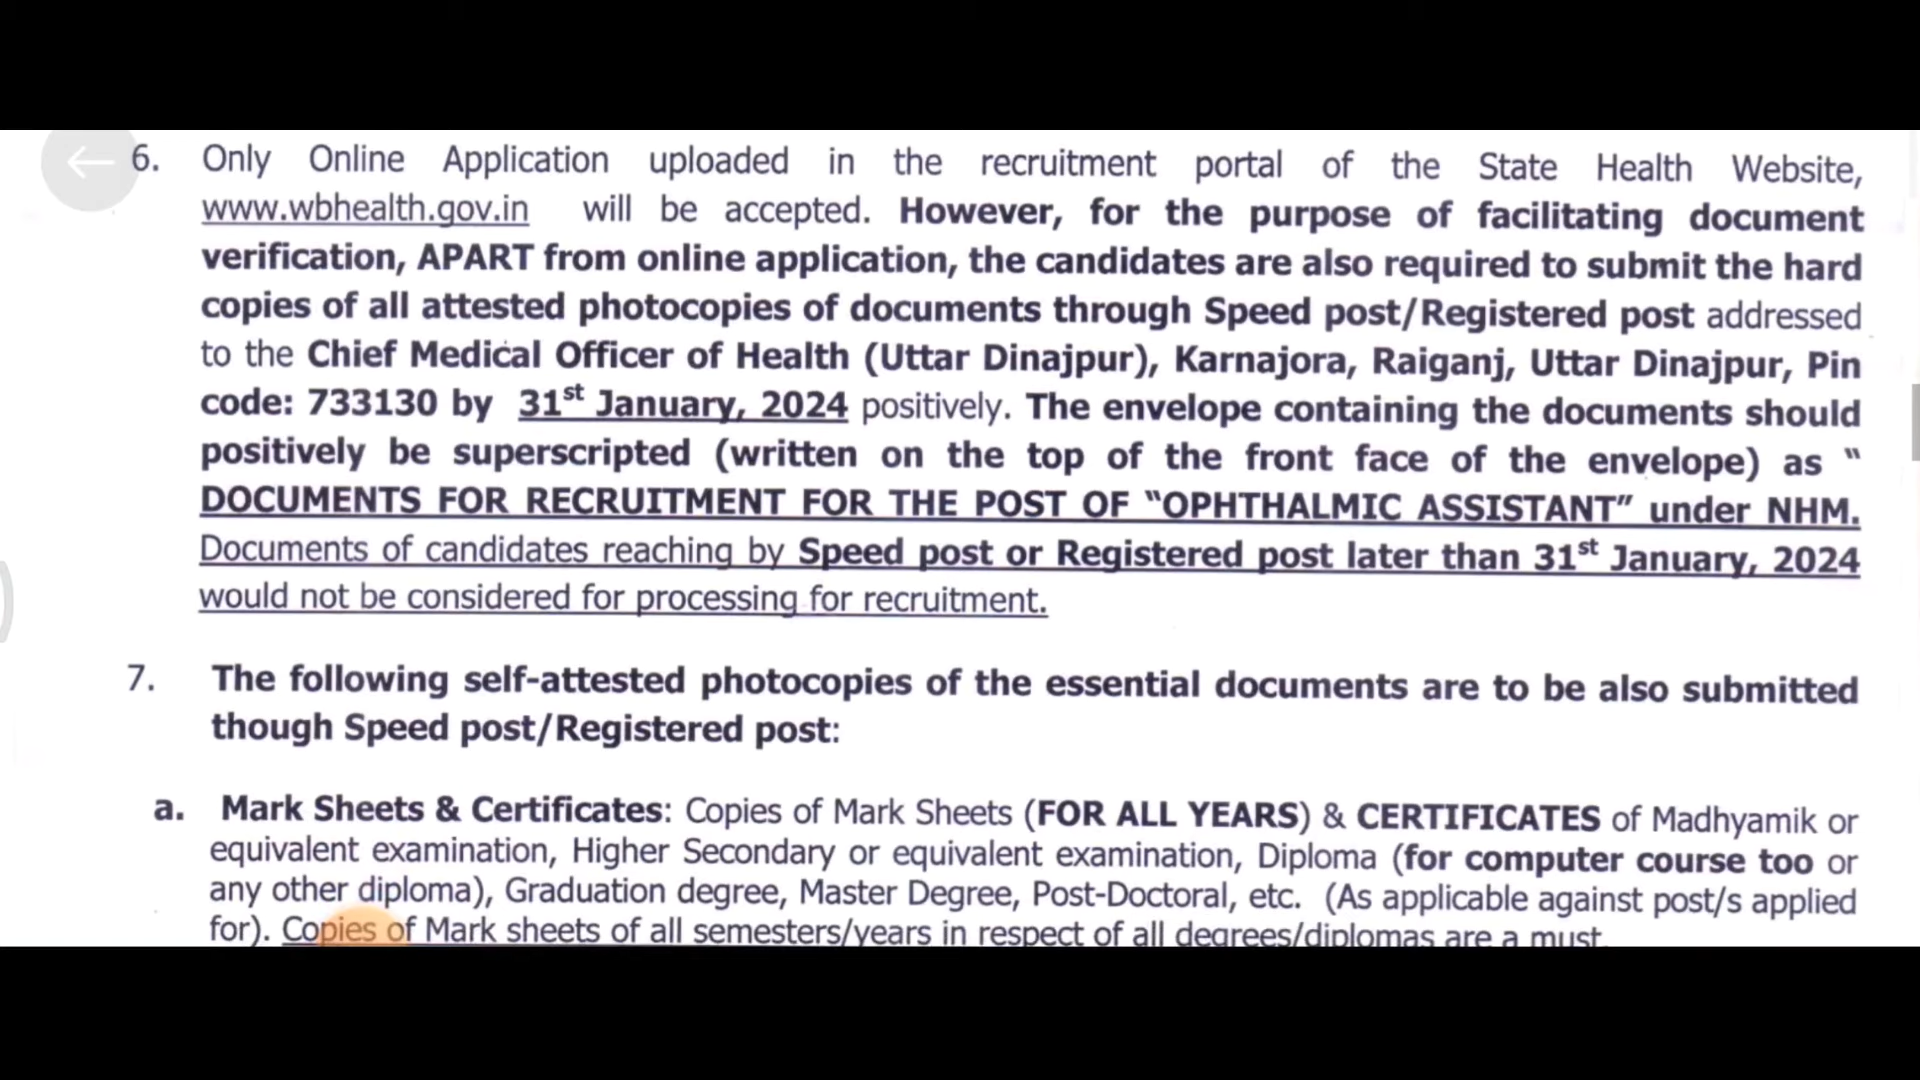 6. Only Online Application uploaded in the recruitment portal of the State Health Website,
www.wbhealth.gov.in will be accepted. However, for the purpose of facilitating document
verification, APART from online application, the candidates are also required to submit the hard
copies of all attested photocopies of documents through Speed post/Registered post addressed
to the Chief Medical Officer of Health (Uttar Dinajpur), Karnajora, Raiganj, Uttar Dinajpur, Pin
code: 733130 by 31st January, 2024 positively. The envelope containing the documents should
positively be superscripted (written on the top of the front face of the envelope) as "
DOCUMENTS FOR RECRUITMENT FOR THE POST OF "OPHTHALMIC ASSISTANT" under NHM.
Documents of candidates reaching by Speed post or Registered post later than 31st January, 2024
would not be considered for processing for recruitment.
7. The following self-attested photocopies of the essential documents are to be also submitted
though Speed post/Registered post:
a. Mark Sheets & Certificates: Copies of Mark Sheets (FOR ALL YEARS) & CERTIFICATES of Madhyamik or
equivalent examination, Higher Secondary or equivalent examination, Diploma (for computer course too or
any other diploma), Graduation degree, Master Degree, Post-Doctoral, etc. (As applicable against post/s applied
for). Copies of Mark sheets of all semesters/years in respect of all degrees/diplomas are a must.